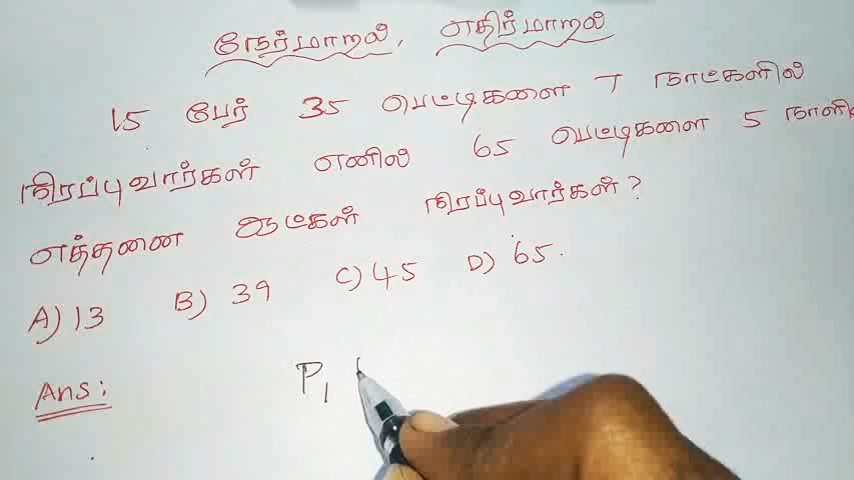 நேர்மாறல், எதிர்மாறல்
15 பேர் 35 பெட்டிகளை 7 நாட்களில்
நிரப்புவார்கள் எனில் 65 பெட்டிகளை 5
எத்தனை ஆட்கள் நிரப்புவார்கள்?
A) 13 B) 39 C) 45 D) 65.
Ans: P₁